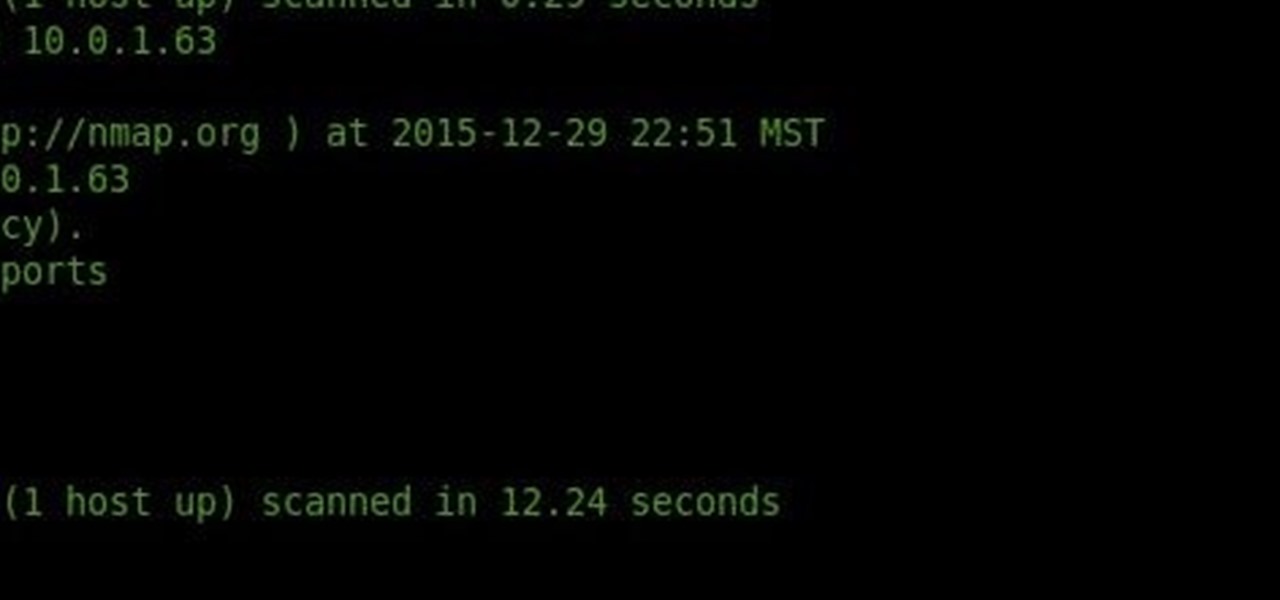 (1 host up) scanned in 0.29 seconds
10.0.1.63
p://nmap.org ) at 2015-12-29 22:51 MST
0.1.63
cy).
ports
(1 host up) scanned in 12.24 seconds